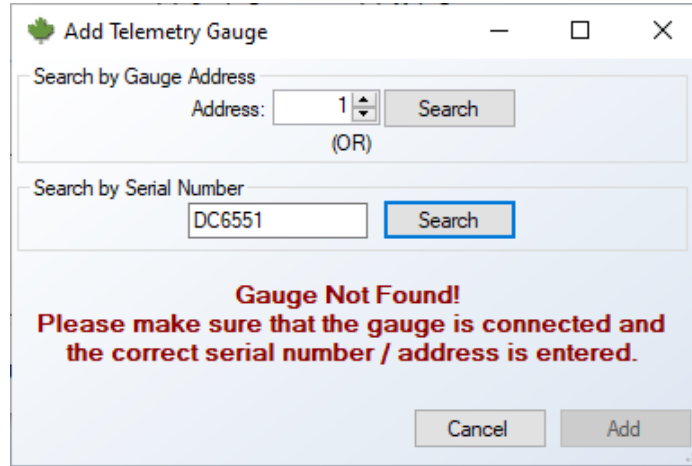 Add Telemetry Gauge
Search by Gauge Address
Address: 1 Search
(OR)
Search by Serial Number
DC6551 Search
Gauge Not Found!
Please make sure that the gauge is connected and
the correct serial number / address is entered.
Cancel Add